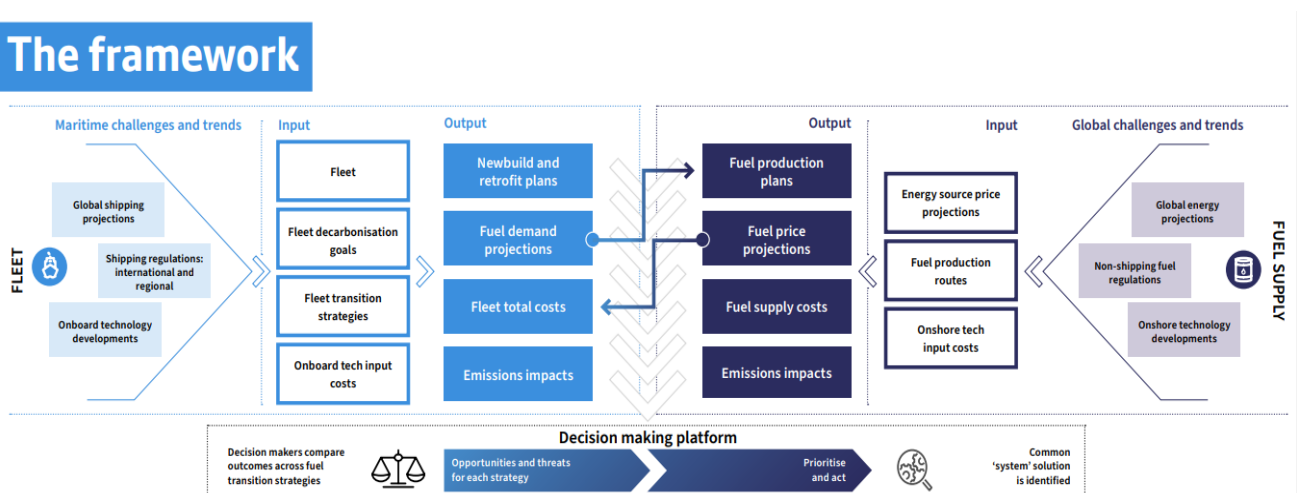 The framework
Maritime challenges and trends
Input
Output
Output
Input
Global challenges and trends
FLEET
Global shipping
projections
Shipping regulations:
international and
regional
Onboard technology
developments
Fleet
Fleet decarbonisation
goals
Fleet transition
strategies
Onboard tech input
costs
Newbuild and
retrofit plans
Fuel demand
projections
Fleet total costs
Emissions impacts
Fuel production
plans
Fuel price
projections
Fuel supply costs
Emissions impacts
Energy source price
projections
Fuel production
routes
Onshore tech
input costs
Global energy
projections
Non-shipping fuel
regulations
Onshore technology
developments
FUEL SUPPLY
Decision making platform
Decision makers compare
outcomes across fuel
transition strategies
Opportunities and threats
for each strategy
Prioritise
and act
Common
‘system’ solution
is identified